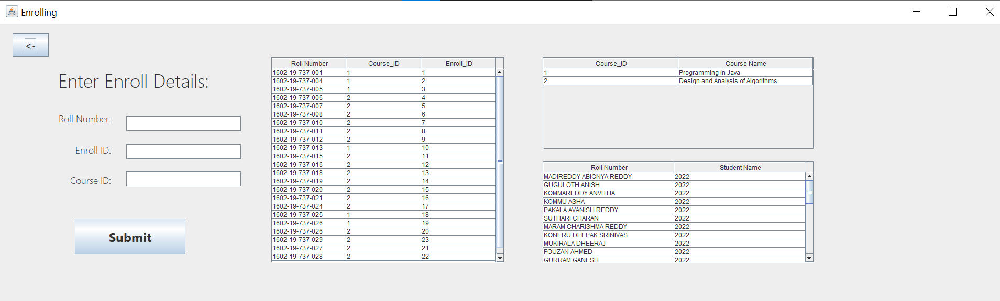 Enrolling
<-
Enter Enroll Details:
Roll Number:
Enroll ID:
Course ID:
Submit
Roll Number Course_ID Enroll_ID
1602-19-737-001 1 1
1602-19-737-004 1 2
1602-19-737-005 1 3
1602-19-737-006 2 4
1602-19-737-007 2 5
1602-19-737-008 2 6
1602-19-737-010 2 7
1602-19-737-011 2 8
1602-19-737-012 2 9
1602-19-737-013 1 10
1602-19-737-015 2 11
1602-19-737-016 2 12
1602-19-737-018 2 13
1602-19-737-019 2 14
1602-19-737-020 2 15
1602-19-737-021 2 16
1602-19-737-024 2 17
1602-19-737-025 1 18
1602-19-737-026 1 19
1602-19-737-026 2 20
1602-19-737-029 2 23
1602-19-737-027 2 21
1602-19-737-028 2 22
Course_ID Course Name
1 Programming in Java
2 Design and Analysis of Algorithms
Roll Number Student Name
MADIREDDY ABIGNYA REDDY 2022
GUGULOTH ANISH 2022
KOMMAREDDY ANVITHA 2022
KOMMU ASHA 2022
PAKALA AVANISH REDDY 2022
SUTHARI CHARAN 2022
MARAM CHARISHMA REDDY 2022
KONERU DEEPAK SRINIVAS 2022
MUKIRALA DHEERAJ 2022
FOUZAN AHMED 2022
GURRAM GANESH 2022